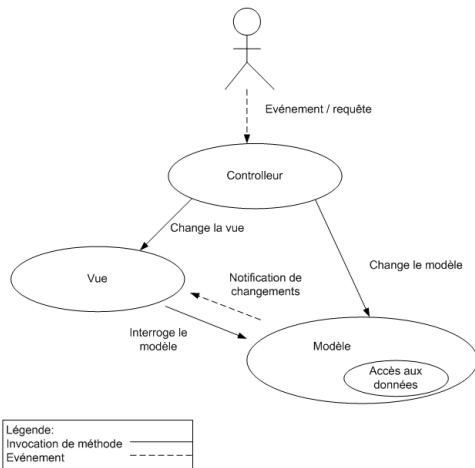 Evénement / requête
Controlleur
Change la vue
Change le modèle
Vue
Notification de
changements
Interroge le
modèle
Modèle
Accès aux
données
Légende:
Invocation de méthode
Evénement